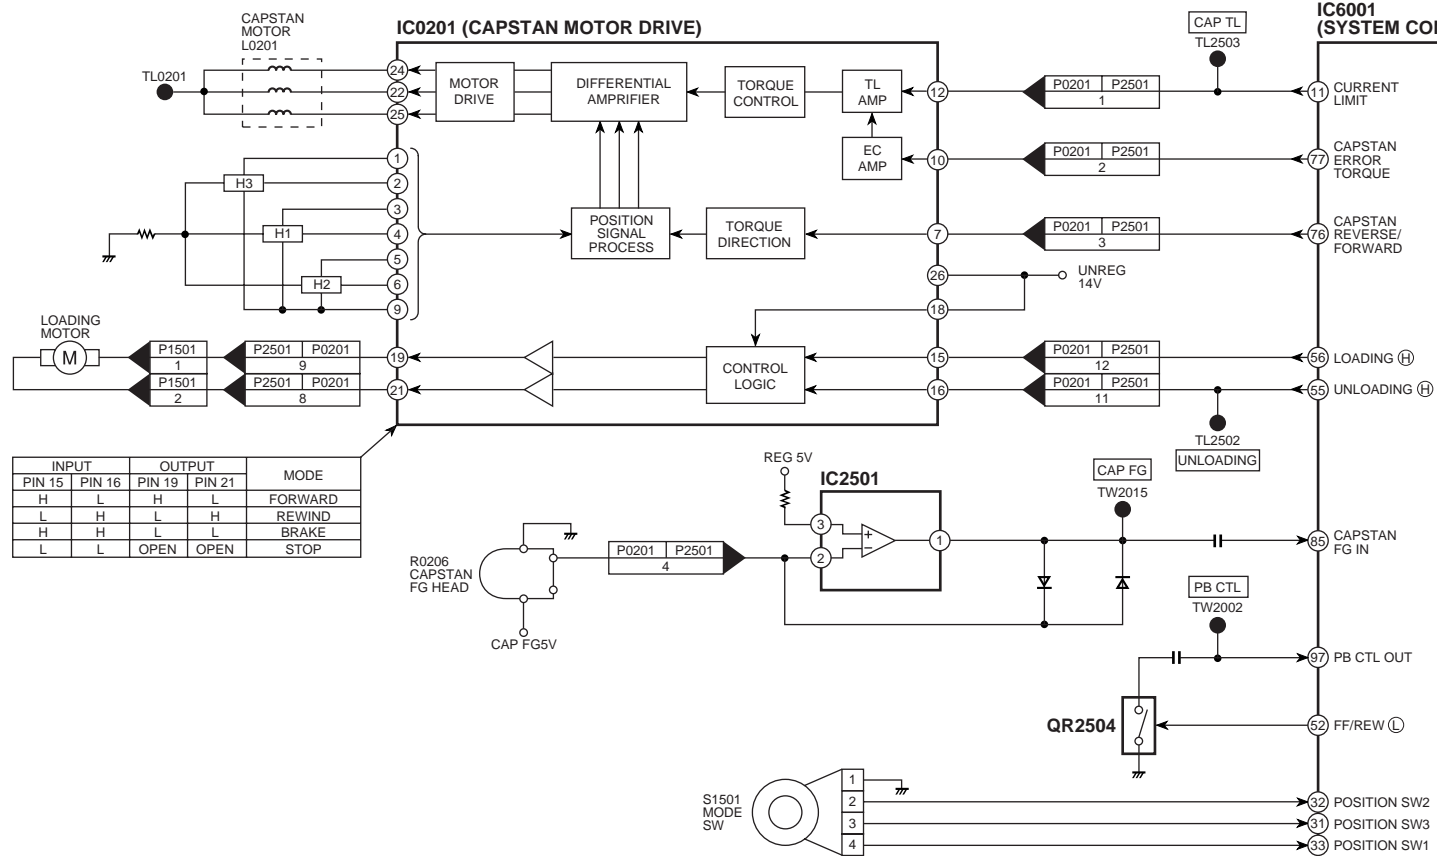 IC6001
(SYSTEM CO
CAPSTAN
MOTOR
L0201
IC0201 (CAPSTAN MOTOR DRIVE)
CAP TL
TL2503
TL0201
24
22
25
MOTOR
DRIVE
DIFFERENTIAL
AMPRIFIER
TORQUE
CONTROL
TL
AMP
12
P0201 P2501
1
11 CURRENT
LIMIT
EC
AMP
10
P0201 P2501
2
77 CAPSTAN
ERROR
TORQUE
1
2
3
4
5
6
9
H3
H1
H2
POSITION
SIGNAL
PROCESS
TORQUE
DIRECTION
7
P0201 P2501
3
76 CAPSTAN
REVERSE/
FORWARD
26
UNREG
14V
18
LOADING
MOTOR
M
P1501
1
P2501 P0201
9
19
CONTROL
LOGIC
15
P0201 P2501
12
56 LOADING H
P1501
2
P2501 P0201
8
21
16
P0201 P2501
11
55 UNLOADING H
TL2502
UNLOADING
INPUT OUTPUT MODE
PIN 15 PIN 16 PIN 19 PIN 21
H L H L FORWARD
L H L H REWIND
H H L L BRAKE
L L OPEN OPEN STOP
REG 5V
IC2501
CAP FG
TW2015
3
2
+
−
1
R0206
CAPSTAN
FG HEAD
P0201 P2501
4
CAP FG5V
85 CAPSTAN
FG IN
PB CTL
TW2002
97 PB CTL OUT
QR2504
52 FF/REW L
S1501
MODE
SW
1
2
3
4
32 POSITION SW2
31 POSITION SW3
33 POSITION SW1